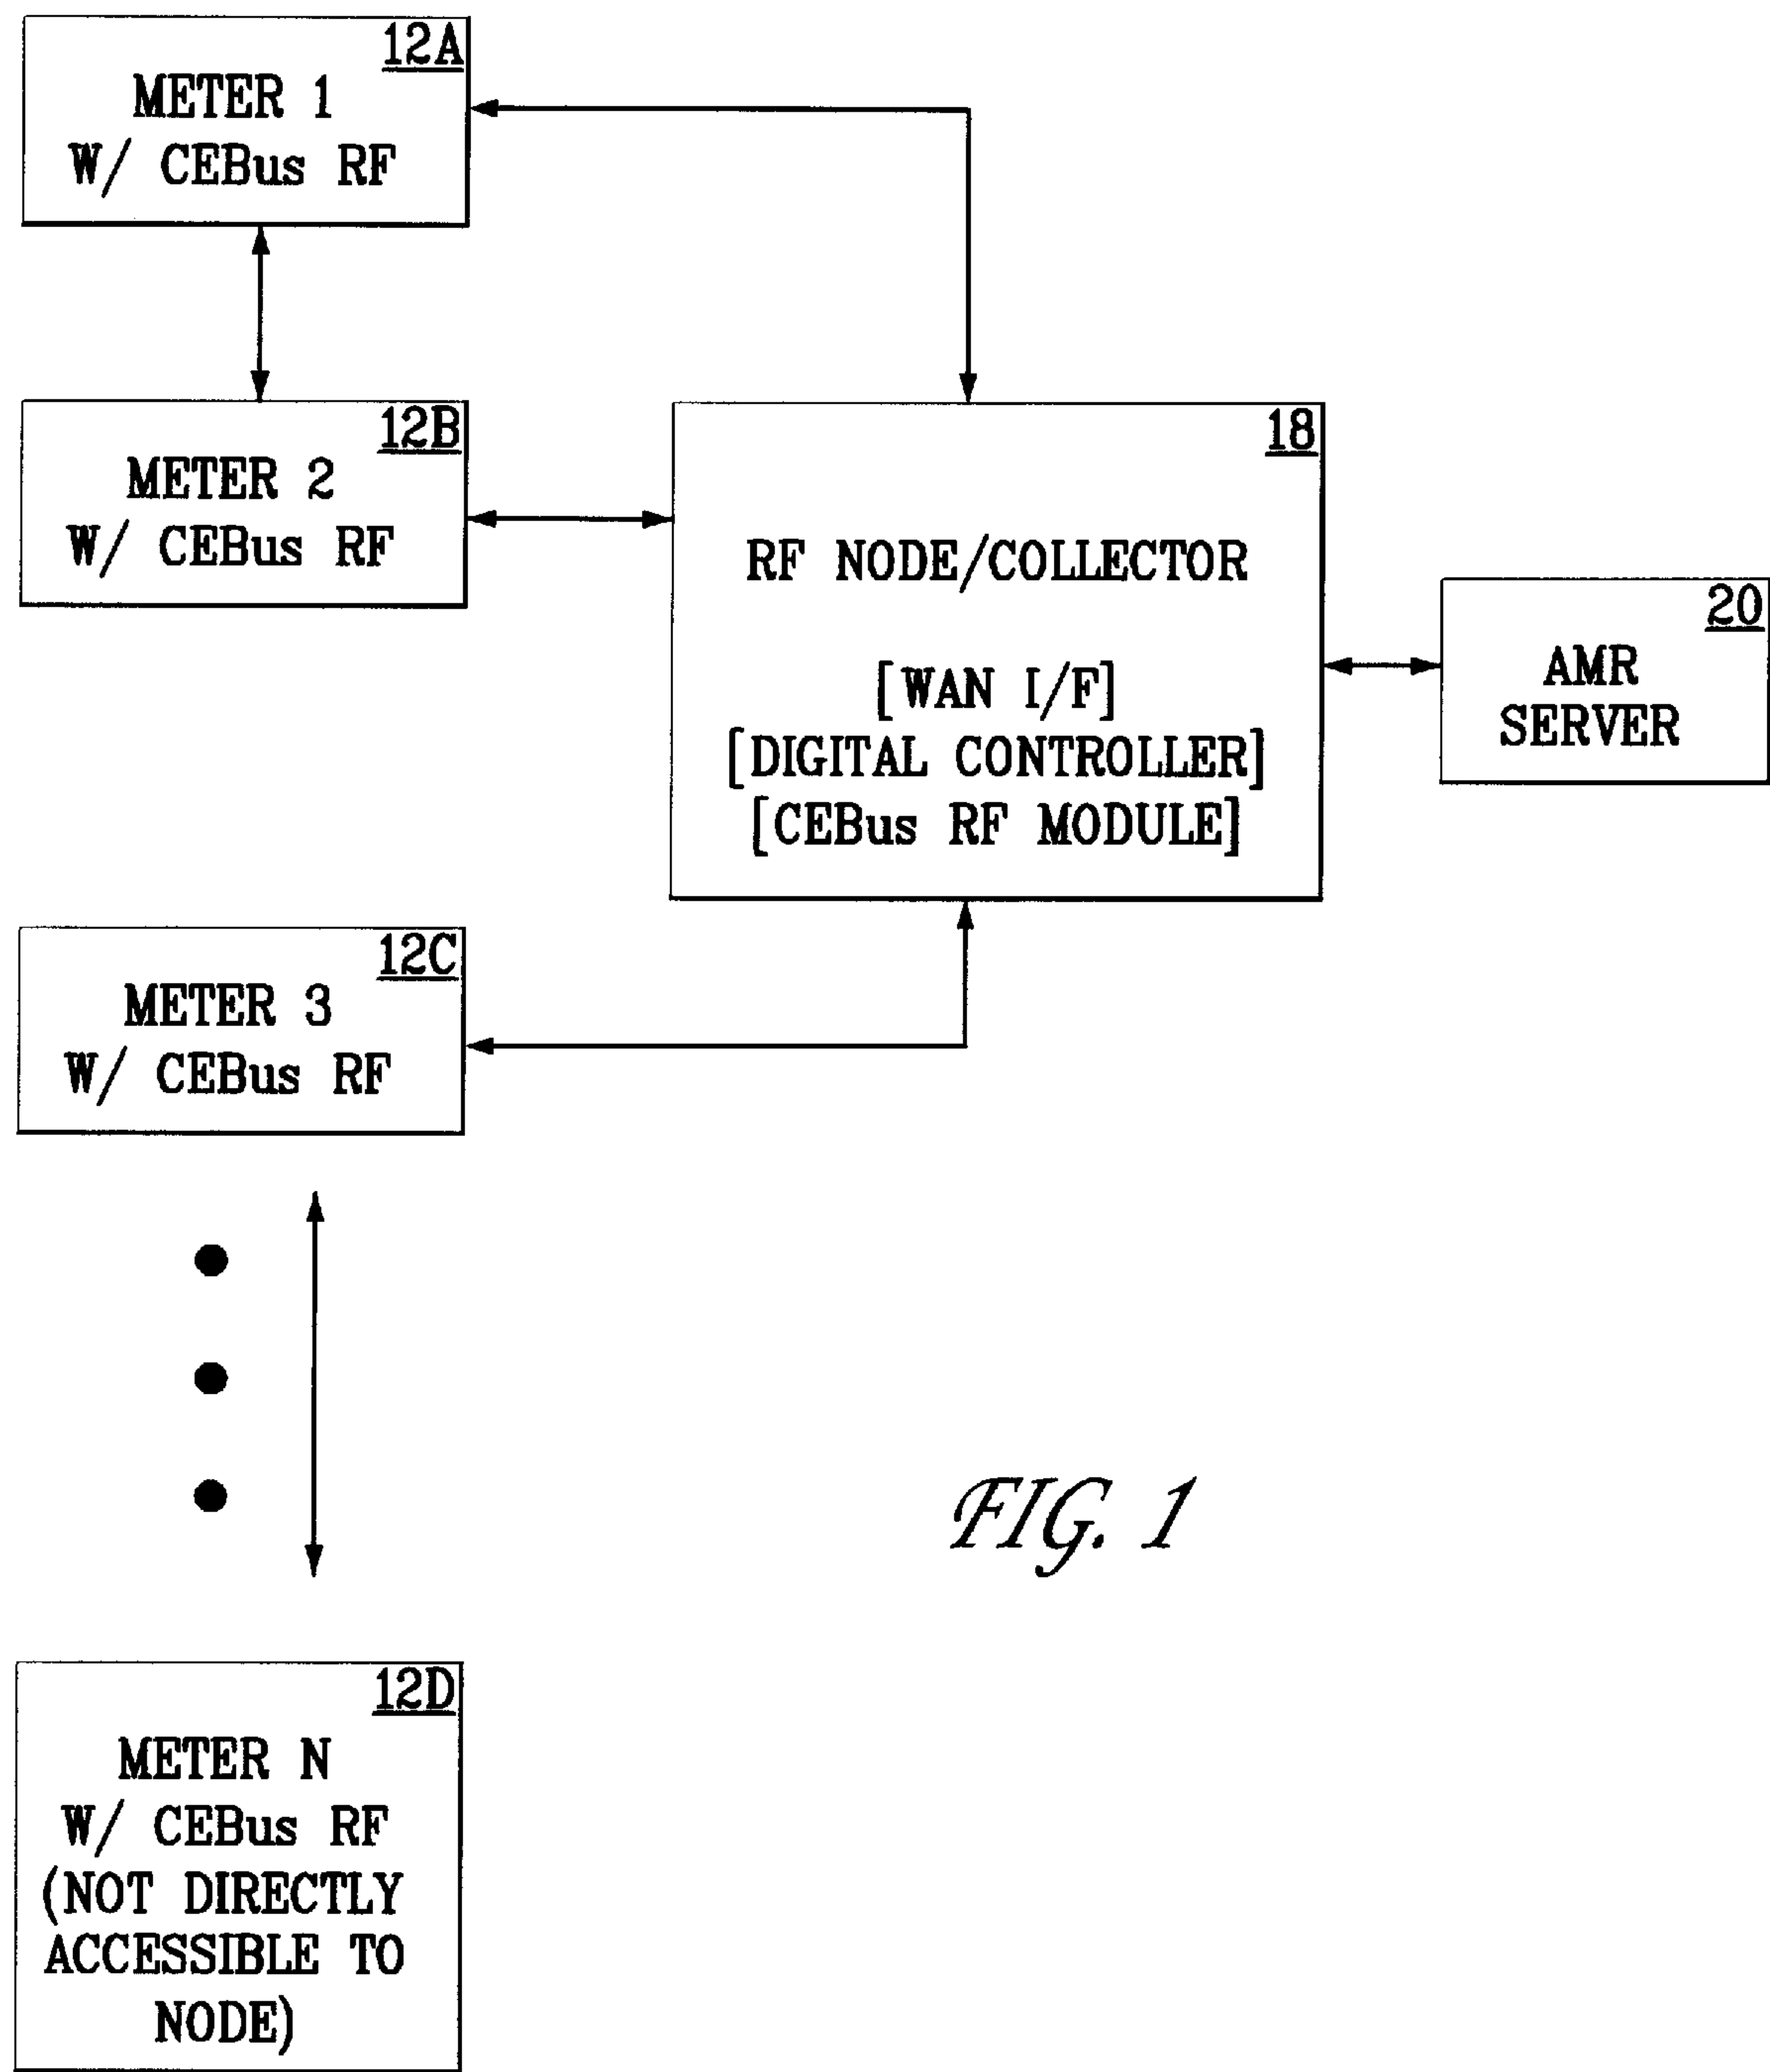 12A
METER 1
W/ CEBus RF
12B
METER 2
W/ CEBus RF
18
RF NODE/COLLECTOR
[WAN I/F]
[DIGITAL CONTROLLER]
[CEBus RF MODULE]
20
AMR
SERVER
12C
METER 3
W/ CEBus RF
FIG. 1
12D
METER N
W/ CEBus RF
(NOT DIRECTLY
ACCESSIBLE TO
NODE)